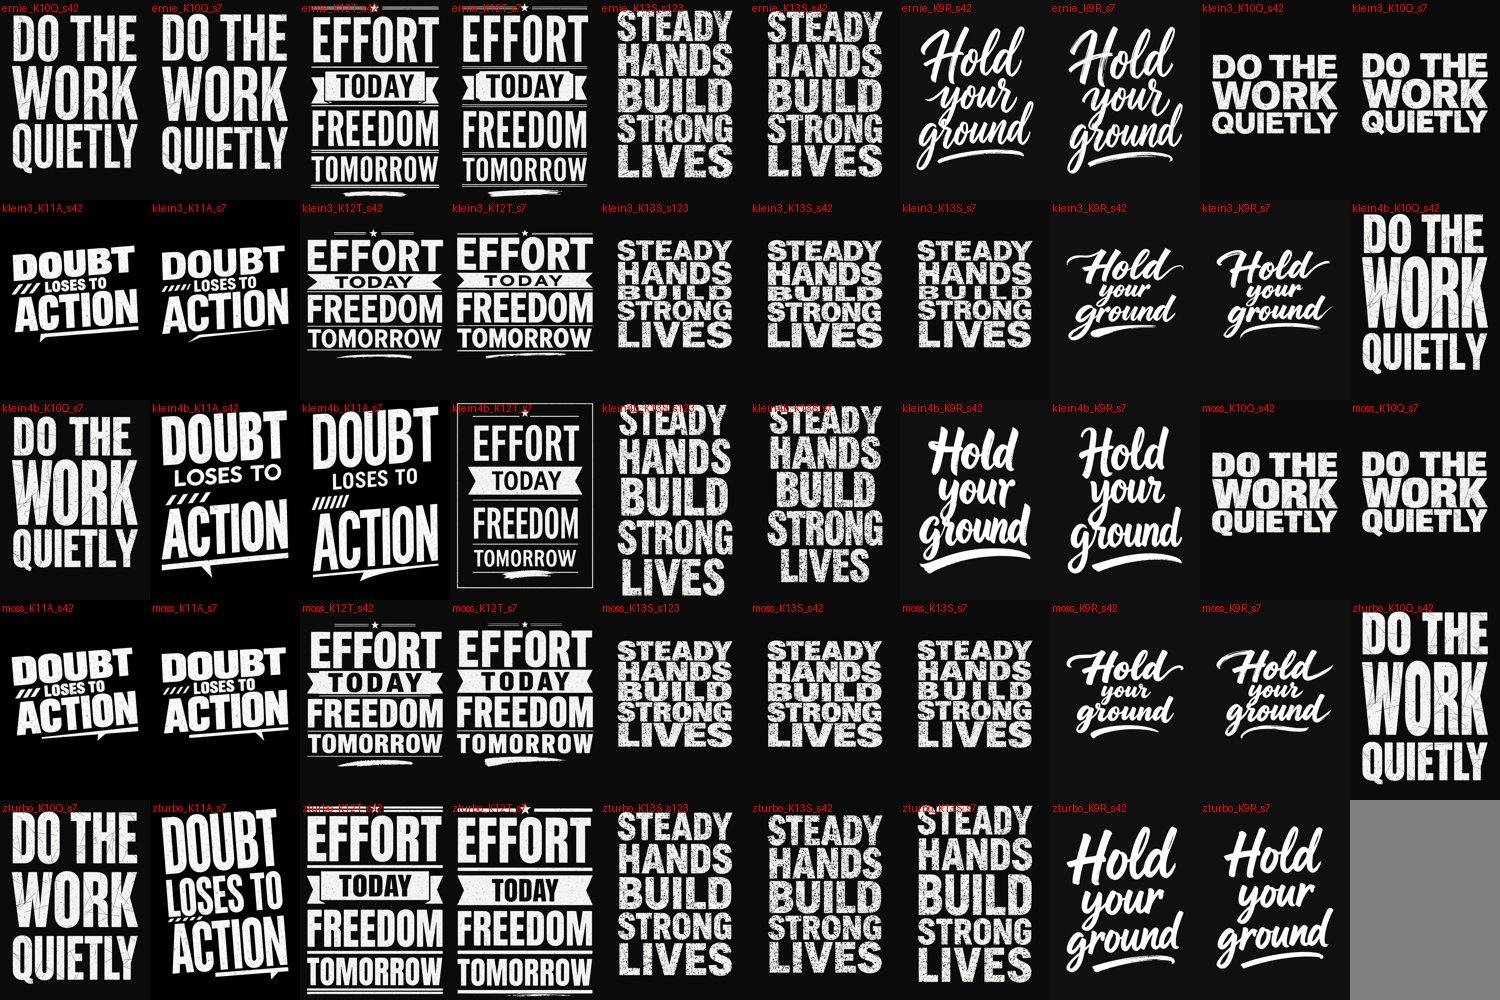 ernie_K10Q_s42
DO THE
WORK
QUIETLY
ernie_K10Q_s7
DO THE
WORK
QUIETLY
ernie_K12T_s42
EFFORT
TODAY
FREEDOM
TOMORROW
ernie_K12T_s7
EFFORT
TODAY
FREEDOM
TOMORROW
ernie_K13S_s123
STEADY
HANDS
BUILD
STRONG
LIVES
ernie_K13S_s42
STEADY
HANDS
BUILD
STRONG
LIVES
ernie_K9R_s42
Hold
your
ground
ernie_K9R_s7
Hold
your
ground
klein3_K10Q_s42
DO THE
WORK
QUIETLY
klein3_K10Q_s7
DO THE
WORK
QUIETLY
klein3_K11A_s42
DOUBT
LOSES TO
ACTION
klein3_K11A_s7
DOUBT
LOSES TO
ACTION
klein3_K12T_s42
EFFORT
TODAY
FREEDOM
TOMORROW
klein3_K12T_s7
EFFORT
TODAY
FREEDOM
TOMORROW
klein3_K13S_s123
STEADY
HANDS
BUILD
STRONG
LIVES
klein3_K13S_s42
STEADY
HANDS
BUILD
STRONG
LIVES
klein3_K13S_s7
STEADY
HANDS
BUILD
STRONG
LIVES
klein3_K9R_s42
Hold
your
ground
klein3_K9R_s7
Hold
your
ground
klein4b_K10Q_s42
DO THE
WORK
QUIETLY
klein4b_K10Q_s7
DO THE
WORK
QUIETLY
klein4b_K11A_s42
DOUBT
LOSES TO
ACTION
klein4b_K11A_s7
DOUBT
LOSES TO
ACTION
klein4b_K12T_s7
EFFORT
TODAY
FREEDOM
TOMORROW
klein4b_K13S_s123
STEADY
HANDS
BUILD
STRONG
LIVES
STEADY
HANDS
BUILD
STRONG
LIVES
klein4b_K9R_s42
Hold
your
ground
klein4b_K9R_s7
Hold
your
ground
moss_K10Q_s42
DO THE
WORK
QUIETLY
moss_K10Q_s7
DO THE
WORK
QUIETLY
moss_K11A_s42
DOUBT
LOSES TO
ACTION
moss_K11A_s7
DOUBT
LOSES TO
ACTION
moss_K12T_s42
EFFORT
TODAY
FREEDOM
TOMORROW
moss_K12T_s7
EFFORT
TODAY
FREEDOM
TOMORROW
moss_K13S_s123
STEADY
HANDS
BUILD
STRONG
LIVES
moss_K13S_s42
STEADY
HANDS
BUILD
STRONG
LIVES
moss_K13S_s7
STEADY
HANDS
BUILD
STRONG
LIVES
moss_K9R_s42
Hold
your
ground
moss_K9R_s7
Hold
your
ground
zturbo_K10Q_s42
DO THE
WORK
QUIETLY
zturbo_K10Q_s7
DO THE
WORK
QUIETLY
zturbo_K11A_s7
DOUBT
LOSES TO
ACTION
zturbo_K12T_s42
EFFORT
TODAY
FREEDOM
TOMORROW
zturbo_K12T_s7
EFFORT
TODAY
FREEDOM
TOMORROW
zturbo_K13S_s123
STEADY
HANDS
BUILD
STRONG
LIVES
zturbo_K13S_s42
STEADY
HANDS
BUILD
STRONG
LIVES
zturbo_K13S_s7
STEADY
HANDS
BUILD
STRONG
LIVES
zturbo_K9R_s42
Hold
your
ground
zturbo_K9R_s7
Hold
your
ground